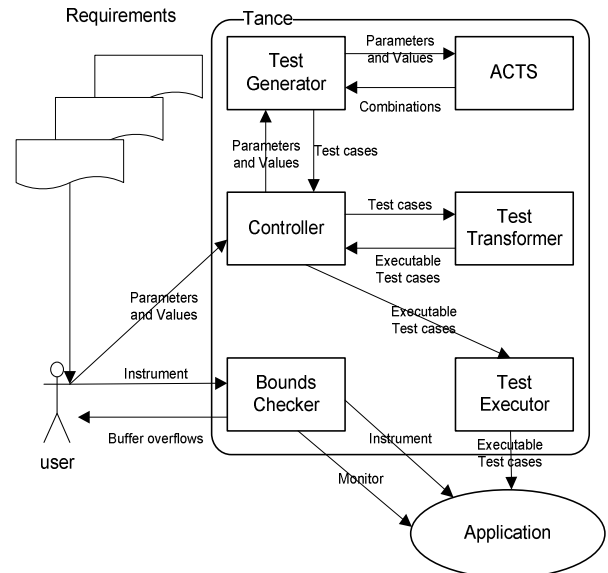 Requirements
Tance
Test
Generator
Parameters
and Values
ACTS
Combinations
Parameters
and Values
Test cases
Controller
Test cases
Test
Transformer
Executable
Test cases
Parameters
and Values
Executable
Test cases
Instrument
Bounds
Checker
Test
Executor
Buffer overflows
Instrument
Executable
Test cases
user
Monitor
Application